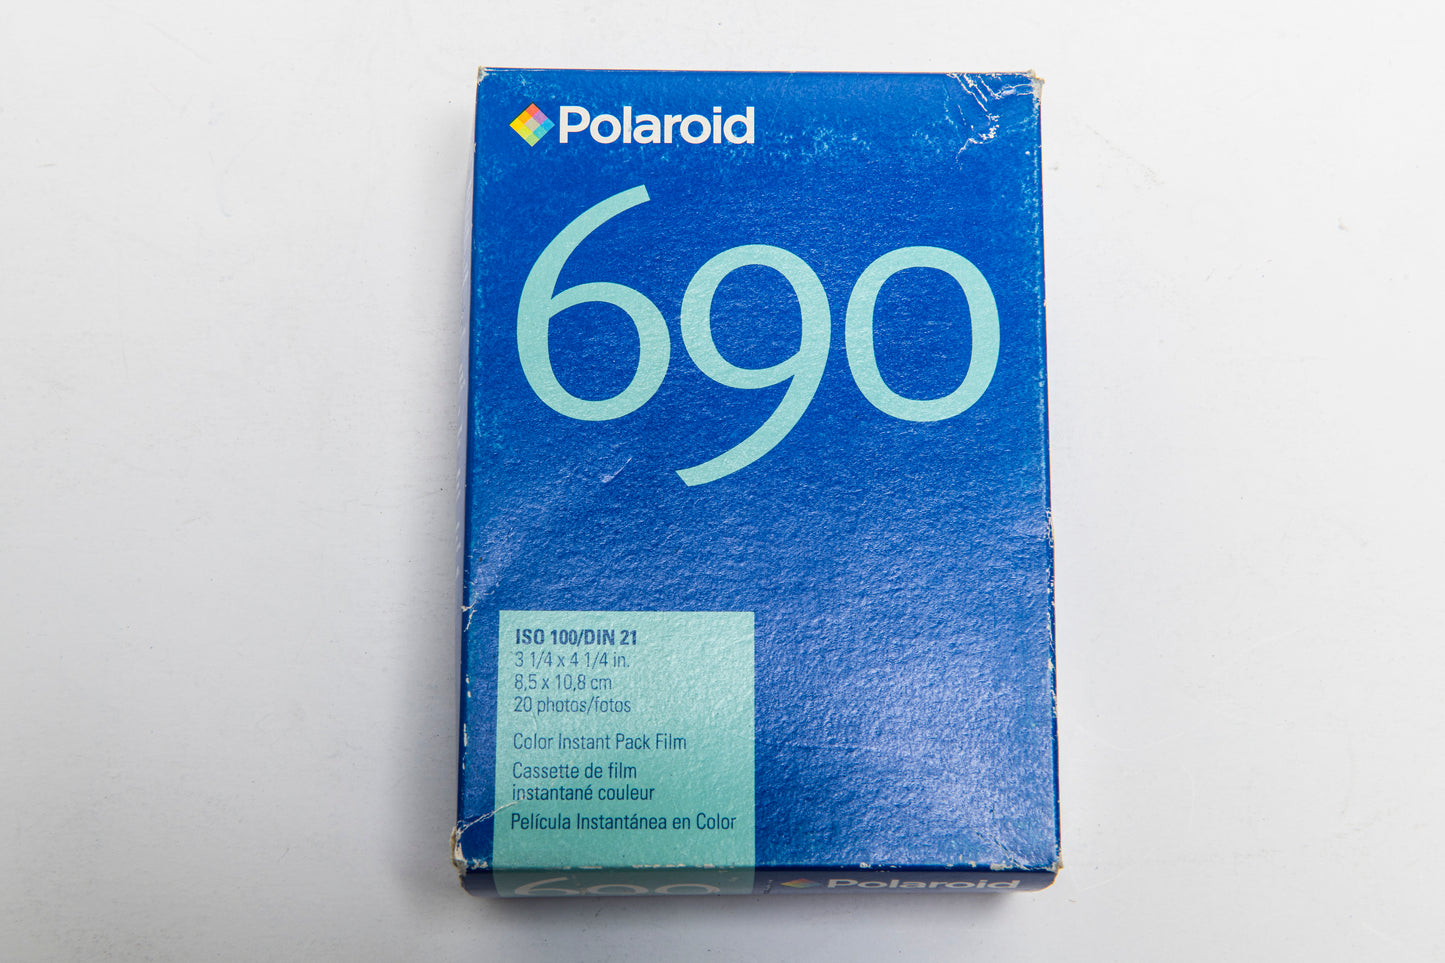 Polaroid
690
ISO 100/DIN 21
3 1/4 x 4 1/4 in.
8,5 x 10,8 cm
20 photos/fotos
Color Instant Pack Film
Cassette de film
instantané couleur
Película Instantánea en Color
690
Polaroid